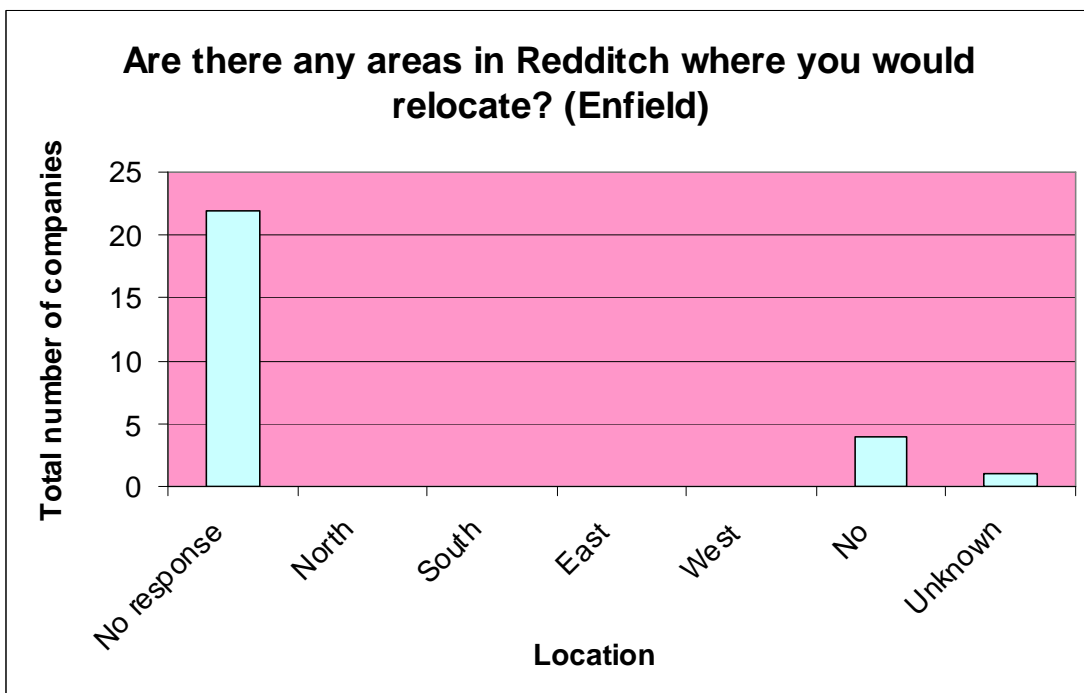 Are there any areas in Redditch where you would
relocate? (Enfield)
Total number of companies
25
20
15
10
5
0
No response
North
South
East
West
No
Unknown
Location